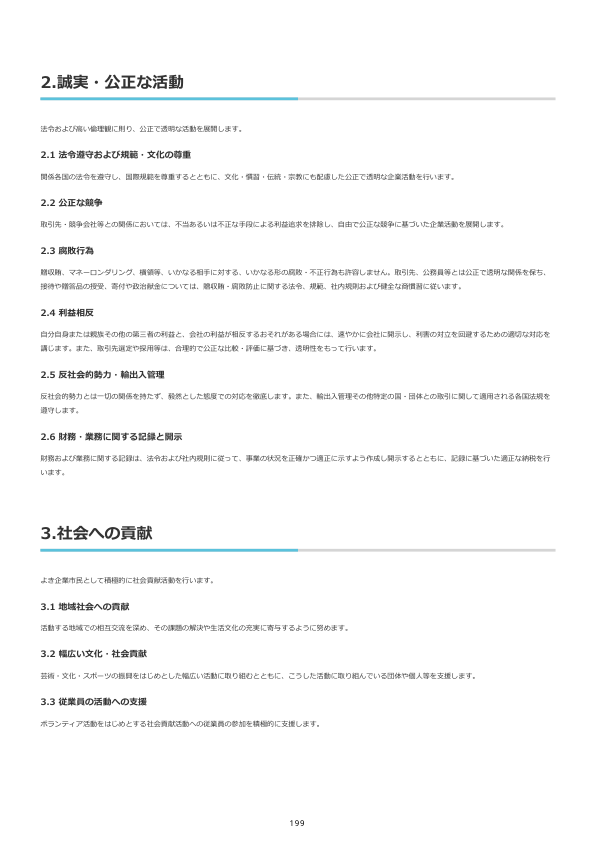 2.誠実・公正な活動
法令および高い倫理観に則り、公正で透明な活動を展開します。
2.1 法令遵守および規範・文化の尊重
関係各国の法令を遵守し、国際規範を尊重するとともに、文化・慣習・伝統・宗教にも配慮した公正で透明な企業活動を行います。
2.2 公正な競争
取引先・競争会社等との関係においては、不当あるいは不正な手段による利益追求を排除し、自由で公正な競争に基づいた企業活動を展開します。
2.3 腐敗行為
贈収賄、マネーロンダリング、横領等、いかなる相手に対する、いかなる形の腐敗・不正行為も許容しません。取引先、公務員等とは公正で透明な関係を保ち、
接待や贈答品の授受、寄付や政治献金については、贈収賄・腐敗防止に関する法令、規範、社内規則および健全な商慣習に従います。
2.4 利益相反
自分自身または親族その他の第三者の利益と、会社の利益が相反するおそれがある場合には、速やかに会社に開示し、利害の対立を回避するための適切な対応を
講じます。また、取引先選定や採用等は、合理的で公正な比較・評価に基づき、透明性をもって行います。
2.5 反社会的勢力・輸出入管理
反社会的勢力とは一切の関係を持たず、毅然とした態度での対応を徹底します。また、輸出入管理その他特定の国・団体との取引に関して適用される各国法規を
遵守します。
2.6 財務・業務に関する記録と開示
財務および業務に関する記録は、法令および社内規則に従って、事業の状況を正確かつ適正に示すよう作成し開示するとともに、記録に基づいた適正な納税を行
います。
3.社会への貢献
よき企業市民として積極的に社会貢献活動を行います。
3.1 地域社会への貢献
活動する地域での相互交流を深め、その課題の解決や生活文化の充実に寄与するように努めます。
3.2 幅広い文化・社会貢献
芸術・文化・スポーツの振興をはじめとした幅広い活動に取り組むとともに、こうした活動に取り組んでいる団体や個人等を支援します。
3.3 従業員の活動への支援
ボランティア活動をはじめとする社会貢献活動への従業員の参加を積極的に支援します。
199